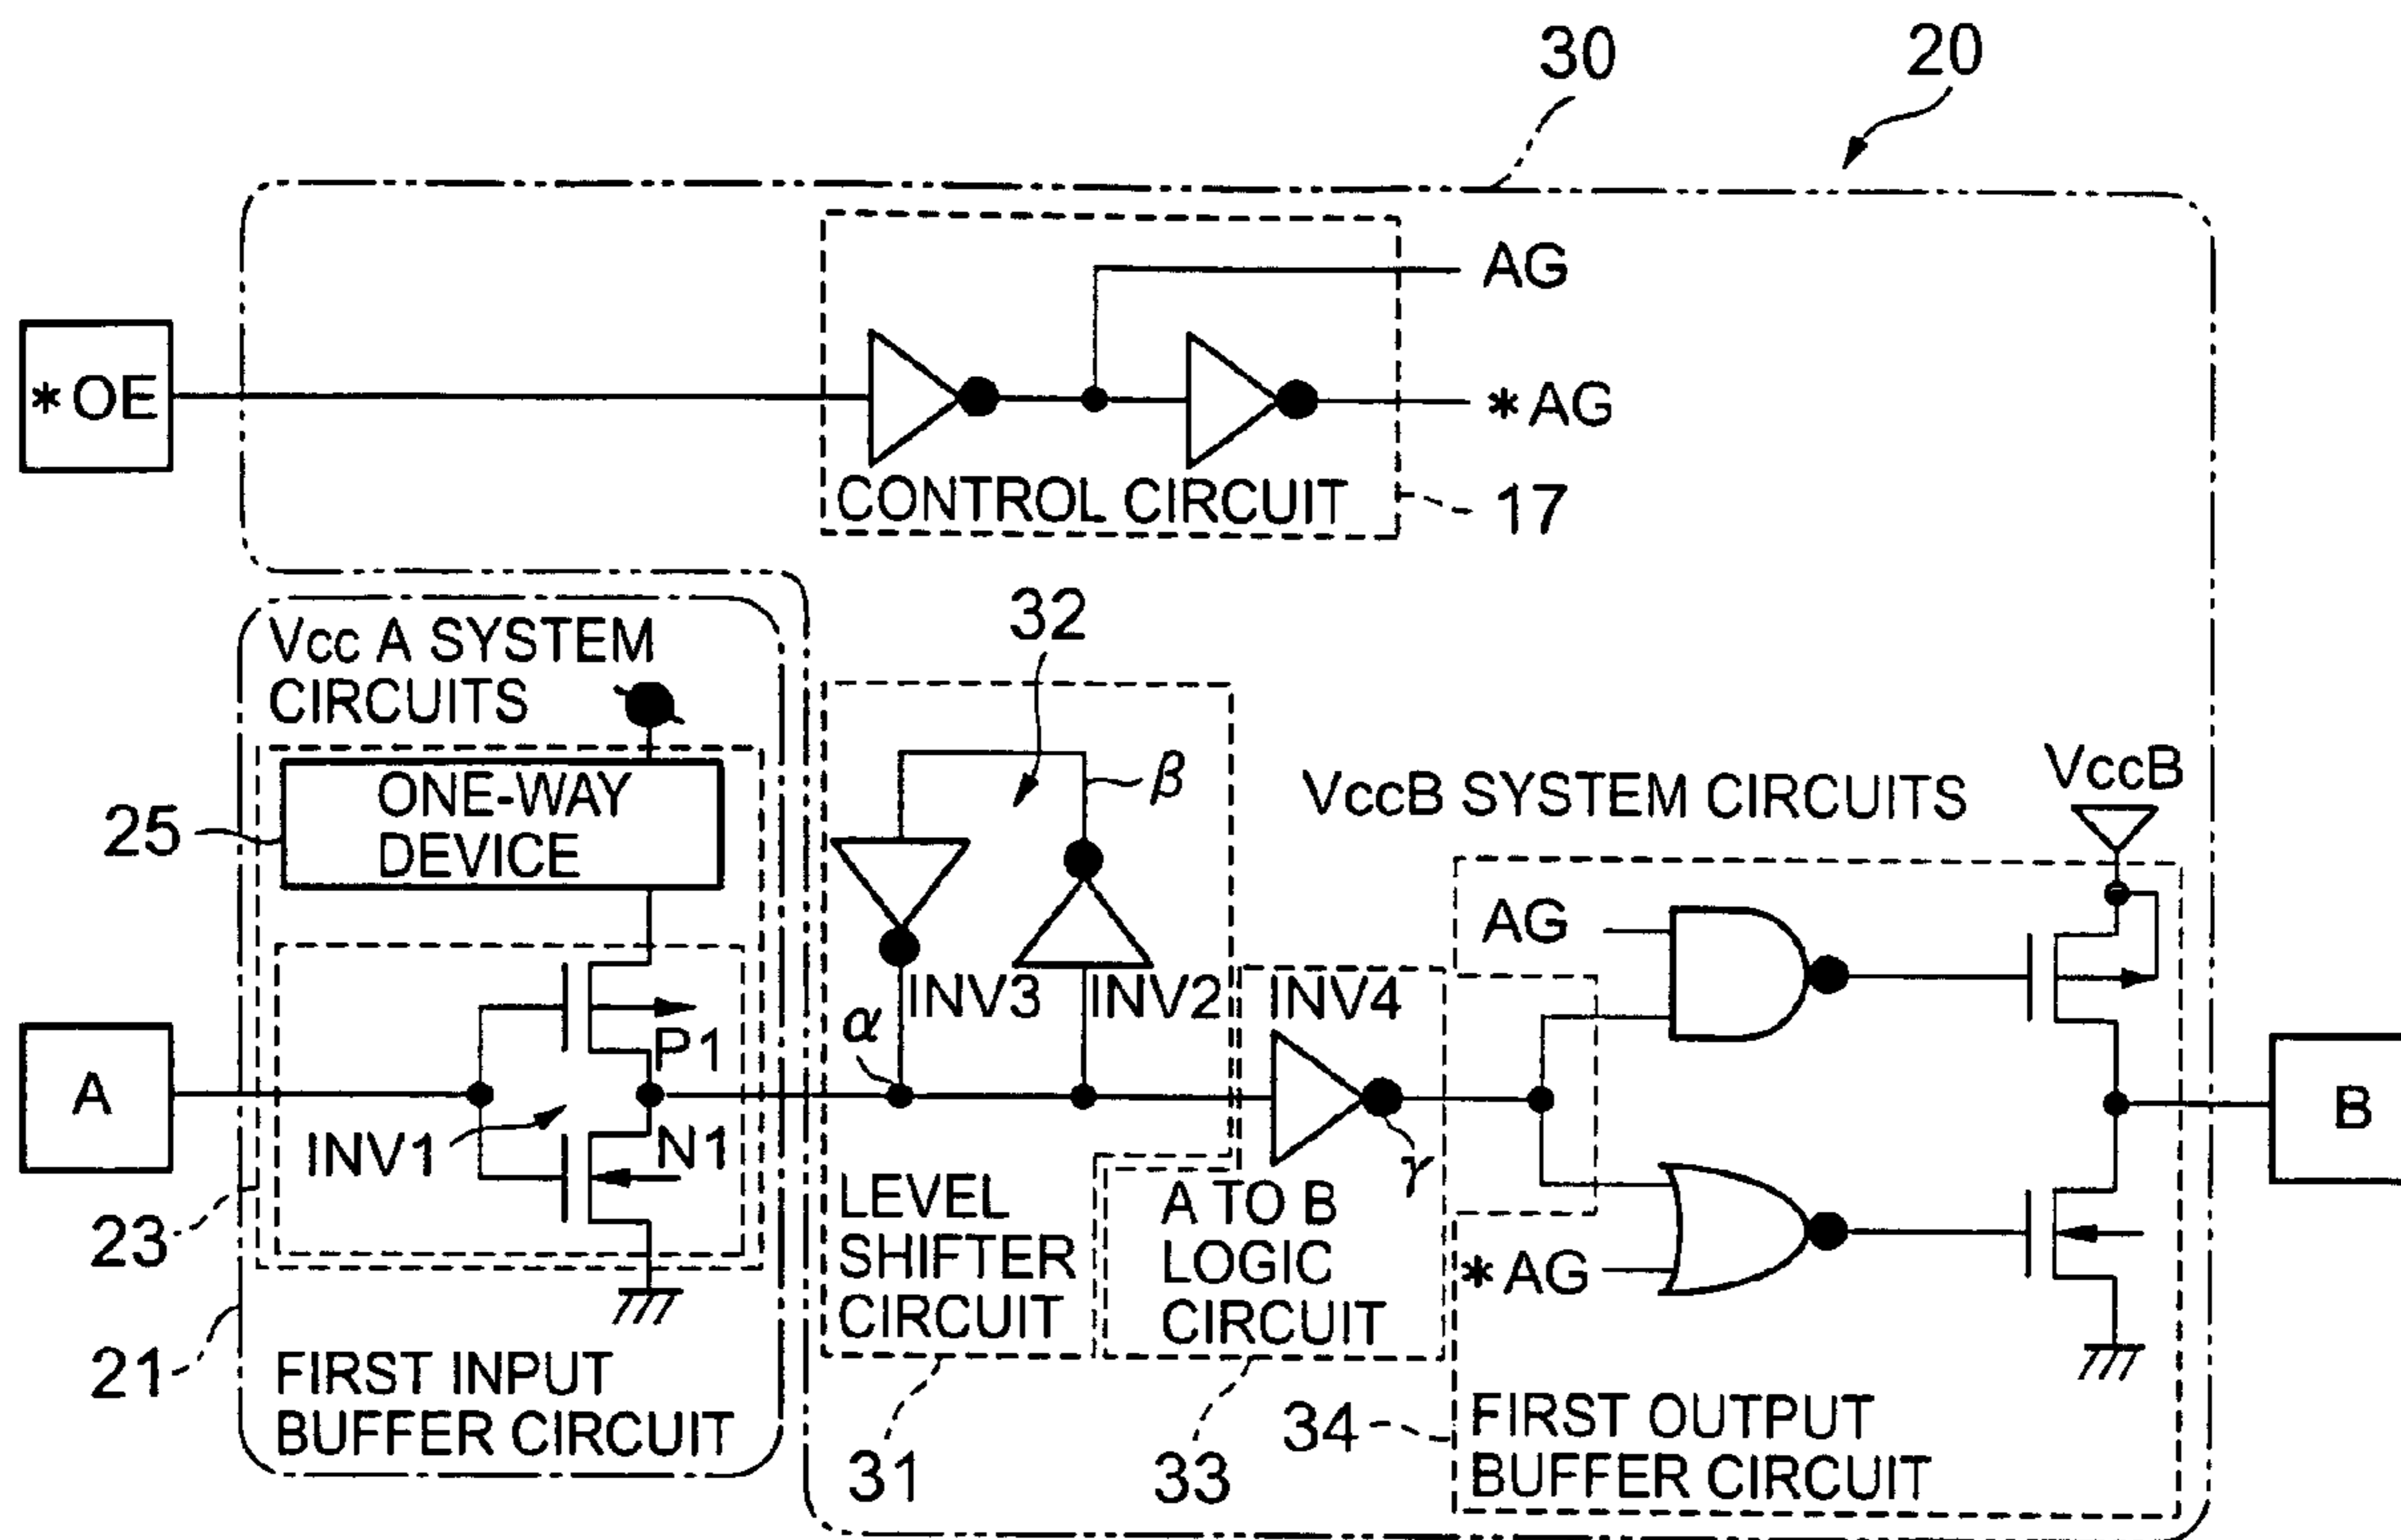 30
20
AG
*OE
*AG
CONTROL CIRCUIT
17
Vcc A SYSTEM
CIRCUITS
32
ONE-WAY
DEVICE
25
β
VccB SYSTEM CIRCUITS
VccB
AG
INV3
INV2
INV4
α
P1
A
INV1
N1
γ
B
23
LEVEL
SHIFTER
CIRCUIT
A TO B
LOGIC
CIRCUIT
*AG
21
FIRST INPUT
BUFFER CIRCUIT
31
33
34
FIRST OUTPUT
BUFFER CIRCUIT